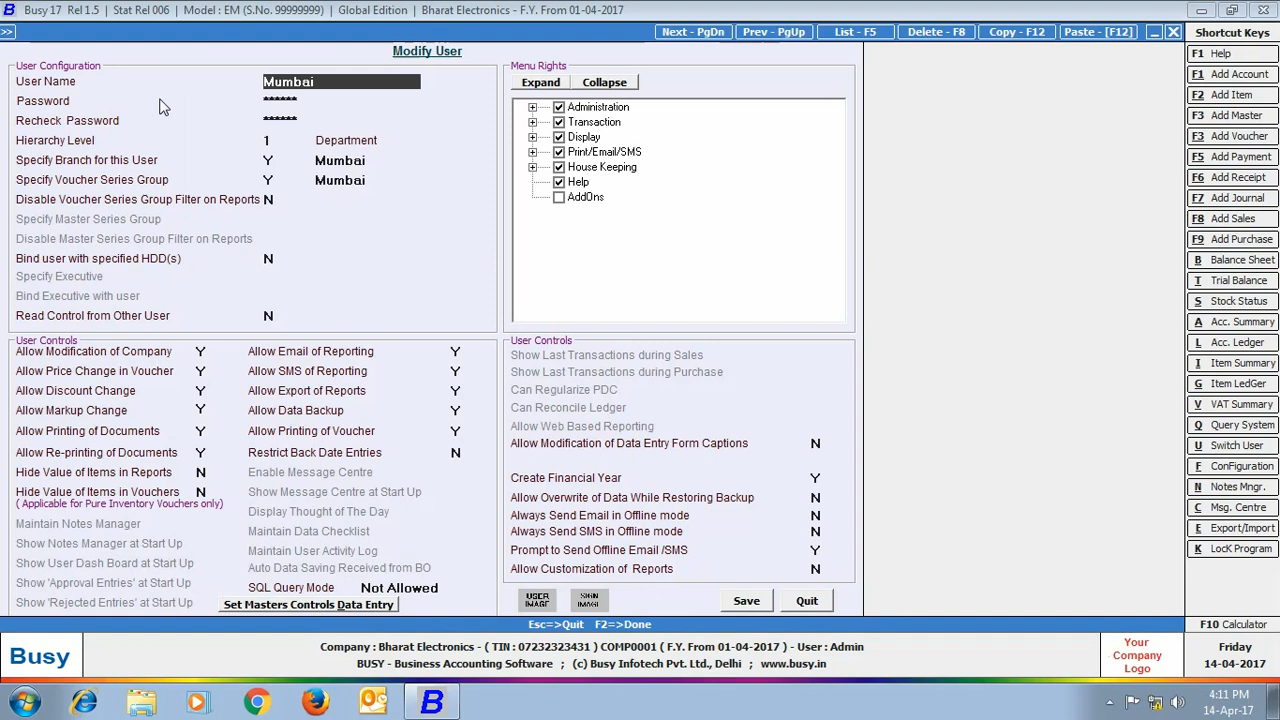 Busy 17 Rel 1.5 | Stat Rel 006 | Model : EM (S.No. 99999999) | Global Edition | Bharat Electronics - F.Y. From 01-04-2017
>> Next - PgDn Prev - PgUp List - F5 Delete - F8 Copy - F12 Paste - [F12]
Modify User
User Configuration
User Name Mumbai
Password ******
Recheck Password ******
Hierarchy Level 1 Department
Specify Branch for this User Y Mumbai
Specify Voucher Series Group Y Mumbai
Disable Voucher Series Group Filter on Reports N
Specify Master Series Group
Disable Master Series Group Filter on Reports
Bind user with specified HDD(s) N
Specify Executive
Bind Executive with user
Read Control from Other User N
Menu Rights
Expand Collapse
Administration
Transaction
Display
Print/Email/SMS
House Keeping
Help
AddOns
User Controls
Allow Modification of Company Y Allow Email of Reporting Y
Allow Price Change in Voucher Y Allow SMS of Reporting Y
Allow Discount Change Y Allow Export of Reports Y
Allow Markup Change Y Allow Data Backup Y
Allow Printing of Documents Y Allow Printing of Voucher Y
Allow Re-printing of Documents Y Restrict Back Date Entries N
Hide Value of Items in Reports N Enable Message Centre
Hide Value of Items in Vouchers N Show Message Centre at Start Up
( Applicable for Pure Inventory Vouchers only)
Display Thought of The Day
Maintain Notes Manager Maintain Data Checklist
Show Notes Manager at Start Up Maintain User Activity Log
Show User Dash Board at Start Up Auto Data Saving Received from BO
Show 'Approval Entries' at Start Up SQL Query Mode Not Allowed
Show 'Rejected Entries' at Start Up Set Masters Controls Data Entry
User Controls
Show Last Transactions during Sales
Show Last Transactions during Purchase
Can Regularize PDC
Can Reconcile Ledger
Allow Web Based Reporting
Allow Modification of Data Entry Form Captions N
Create Financial Year Y
Allow Overwrite of Data While Restoring Backup N
Always Send Email in Offline mode N
Always Send SMS in Offline mode N
Prompt to Send Offline Email /SMS Y
Allow Customization of Reports N
USER IMAGE SIGN IMAGE Save Quit
Esc=>Quit F2=>Done
Shortcut Keys
F1 Help
F1 Add Account
F2 Add Item
F3 Add Master
F3 Add Voucher
F5 Add Payment
F6 Add Receipt
F7 Add Journal
F8 Add Sales
F9 Add Purchase
B Balance Sheet
T Trial Balance
S Stock Status
A Acc. Summary
L Acc. Ledger
I Item Summary
G Item LedGer
V VAT Summary
Q Query System
U Switch User
F Configuration
N Notes Mngr.
C Msg. Centre
E Export/Import
K LocK Program
F10 Calculator
Busy
Company : Bharat Electronics - ( TIN : 07232323431 ) COMP0001 ( F.Y. From 01-04-2017 ) - User : Admin
BUSY - Business Accounting Software ; (c) Busy Infotech Pvt. Ltd., Delhi ; www.busy.in
Your
Company
Logo
Friday
14-04-2017
4:11 PM
14-Apr-17